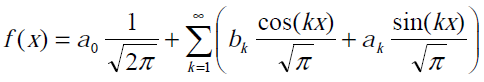 f(x) = a₀ 1/√(2π) + ∑_{k=1}^{∞} ( b_k cos(kx)/√π + a_k sin(kx)/√π )